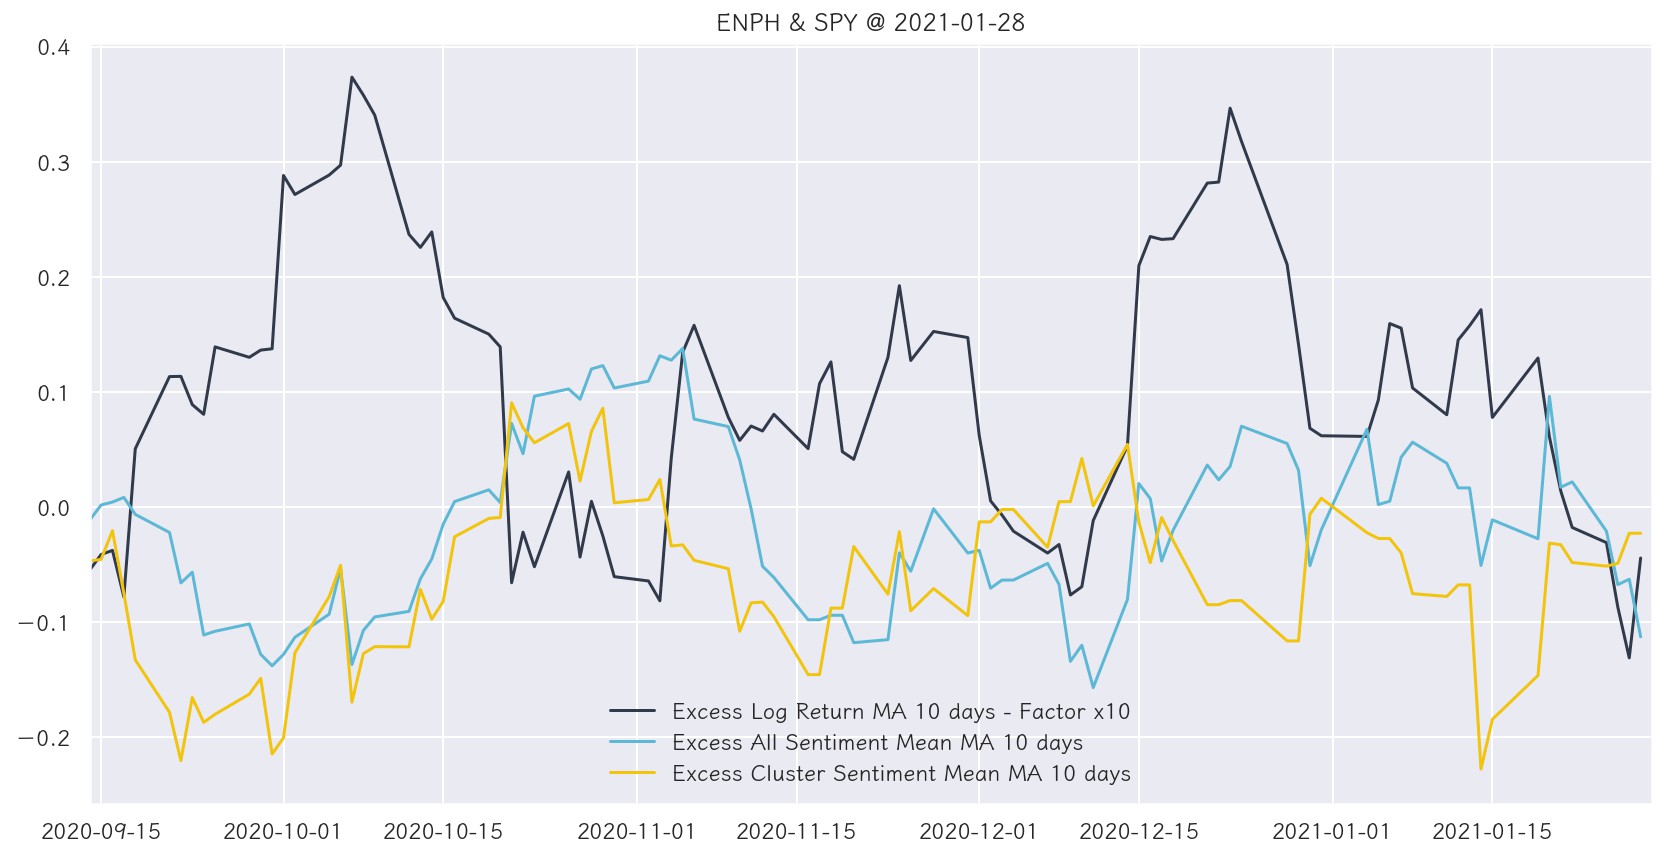 ENPH & SPY @ 2021-01-28
0.4
0.3
0.2
0.1
0.0
−0.1
−0.2
Excess Log Return MA 10 days - Factor x10
Excess All Sentiment Mean MA 10 days
Excess Cluster Sentiment Mean MA 10 days
2020-09-15 2020-10-01 2020-10-15 2020-11-01 2020-11-15 2020-12-01 2020-12-15 2021-01-01 2021-01-15